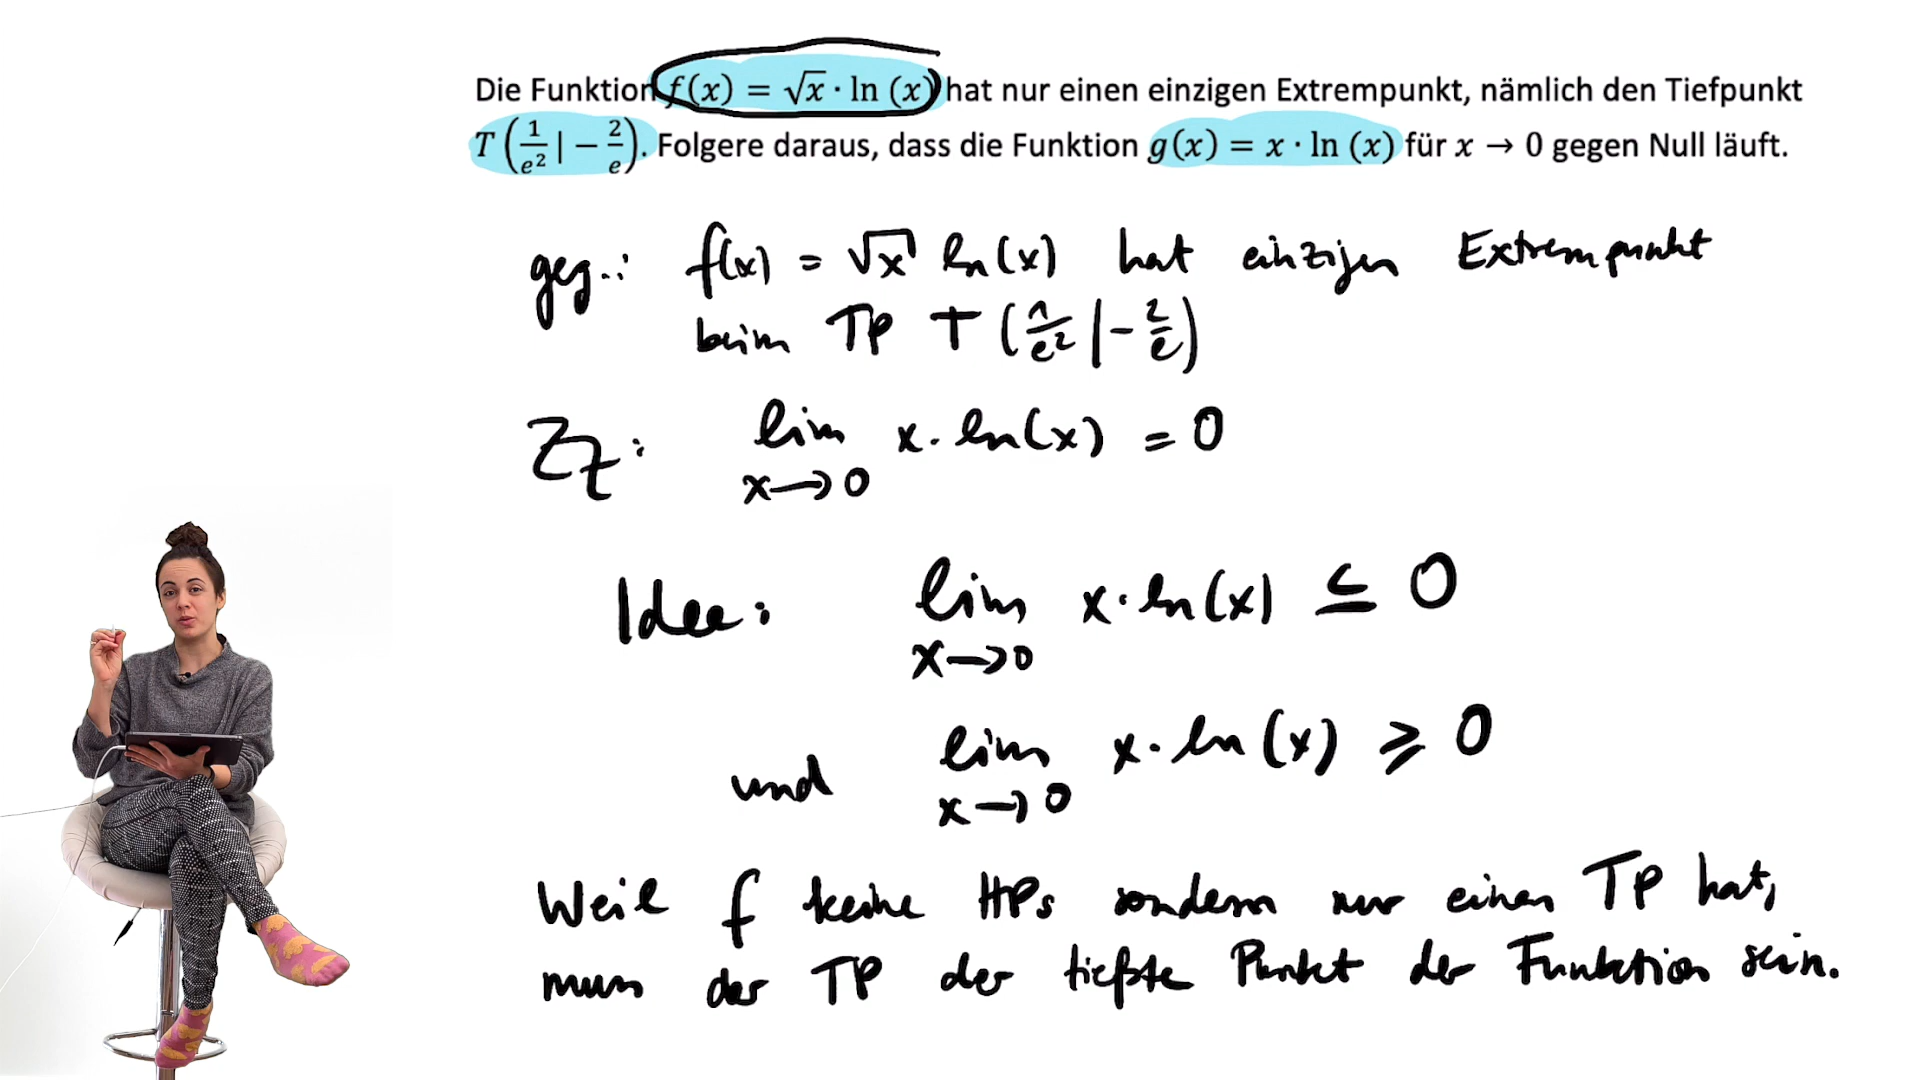 Die Funktion f(x) = √x · ln (x) hat nur einen einzigen Extrempunkt, nämlich den Tiefpunkt
T(1/e² | −2/e). Folgere daraus, dass die Funktion g(x) = x · ln (x) für x → 0 gegen Null läuft.
geg.: f(x) = √x ln(x) hat einzigen Extrempunkt
beim TP T (1/e² | −2/e)
Zz: lim x→0 x · ln(x) = 0
Idee: lim x→0 x · ln(x) ≤ 0
und lim x→0 x · ln(x) ≥ 0
Weil f keine HPs sondern nur einen TP hat,
muss der TP der tiefste Punkt der Funktion sein.